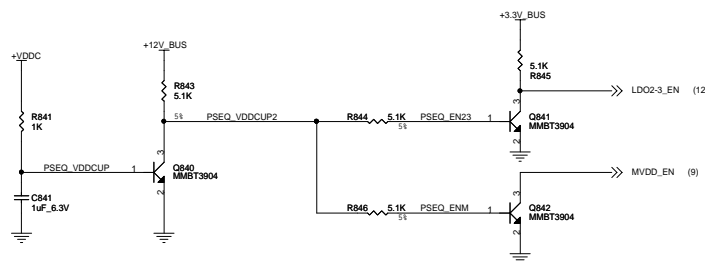 +3.3V_BUS
+12V_BUS
+VDDC
5.1K
R845
R843
5.1K
LDO2-3_EN (12
3
R841
1K
5%
PSEQ_VDDCUP2
R844
5.1K
PSEQ_EN23
1
Q841
MMBT3904
5%
3
2
PSEQ_VDDCUP
1
Q840
MMBT3904
MVDD_EN (9)
2
3
C841
1uF_6.3V
R846
5.1K
PSEQ_ENM
1
Q842
MMBT3904
5%
2